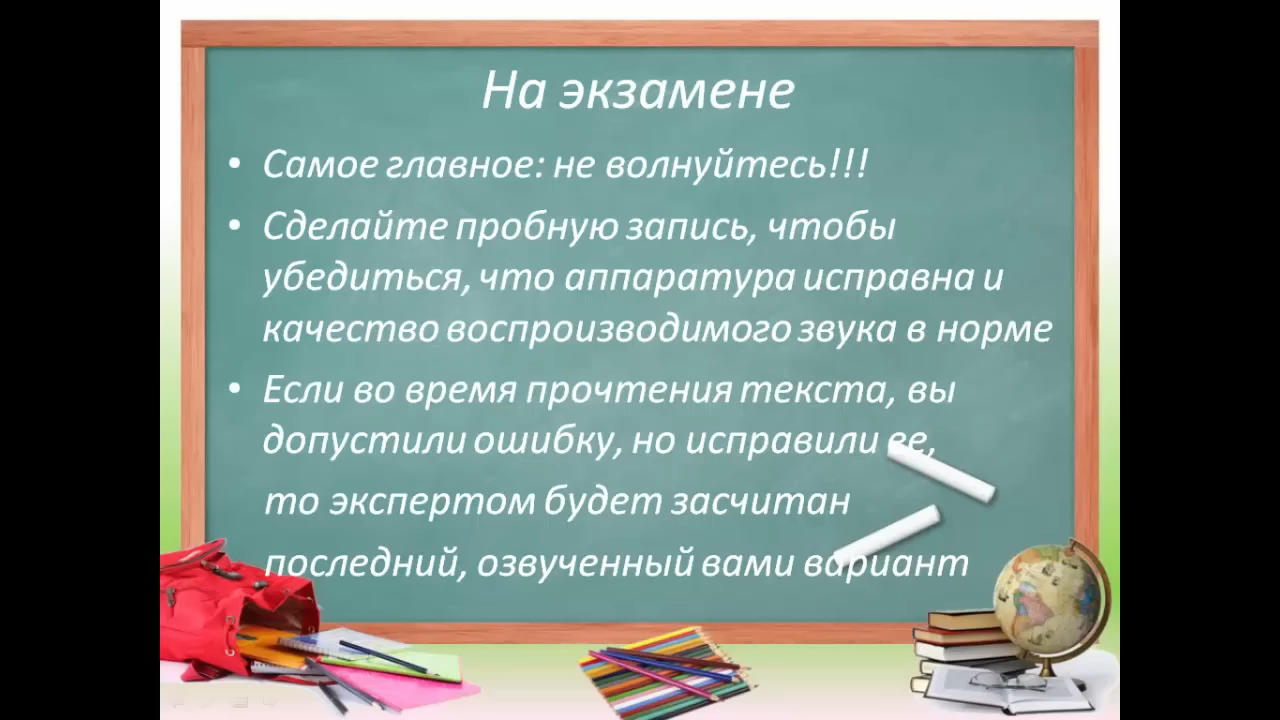 На экзамене
• Самое главное: не волнуйтесь!!!
• Сделайте пробную запись, чтобы
убедиться, что аппаратура исправна и
качество воспроизводимого звука в норме
• Если во время прочтения текста, вы
допустили ошибку, но исправили ее,
то экспертом будет засчитан
последний, озвученный вами вариант